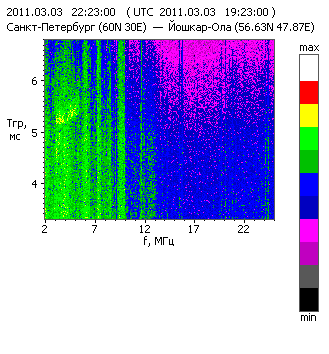 2011.03.03 22:23:00 (UTC 2011.03.03 19:23:00)
Санкт-Петербург (60N 30E) — Йошкар-Ола (56.63N 47.87E)
max
6
Тгр,
мс
5
4
2 7 12 17 22
f, МГц
min